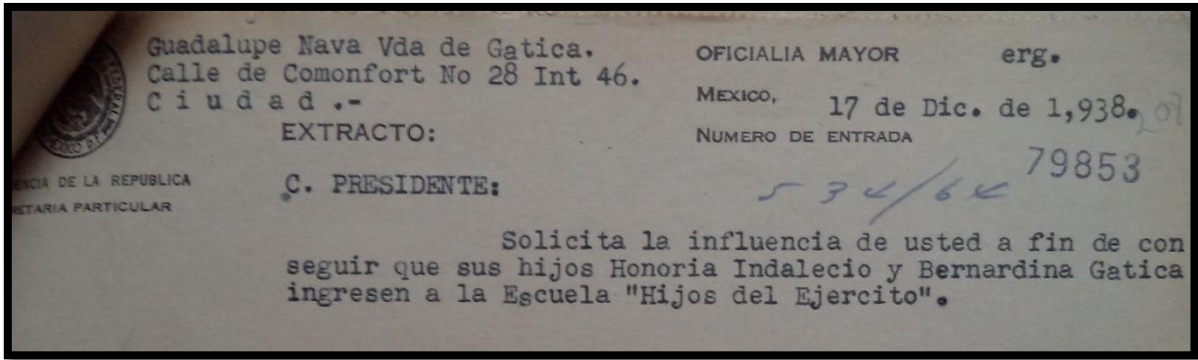 Guadalupe Nava Vda de Gatica.
Calle de Comonfort No 28 Int 46.
C i u d a d .-
OFICIALIA MAYOR erg.
MEXICO, 17 de Dic. de 1,938.
NUMERO DE ENTRADA
79853
EXTRACTO:
DE LA REPUBLICA
PARTICULAR
C. PRESIDENTE:
534/64
Solicita la influencia de usted a fin de con
seguir que sus hijos Honoria Indalecio y Bernardina Gatica
ingresen a la Escuela "Hijos del Ejercito".